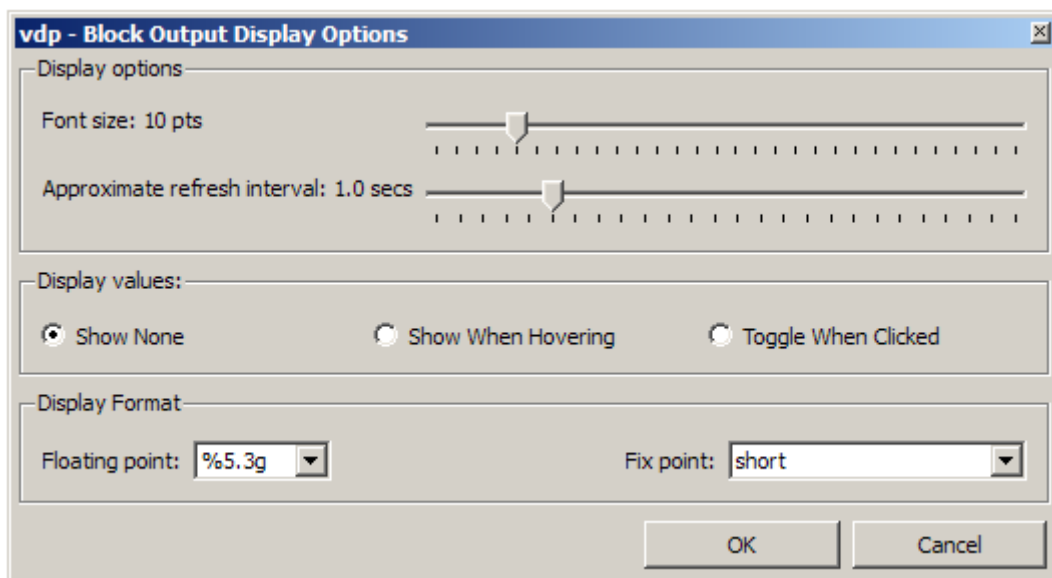 vdp - Block Output Display Options
Display options
Font size: 10 pts
Approximate refresh interval: 1.0 secs
Display values:
Show None Show When Hovering Toggle When Clicked
Display Format
Floating point: %5.3g Fix point: short
OK Cancel